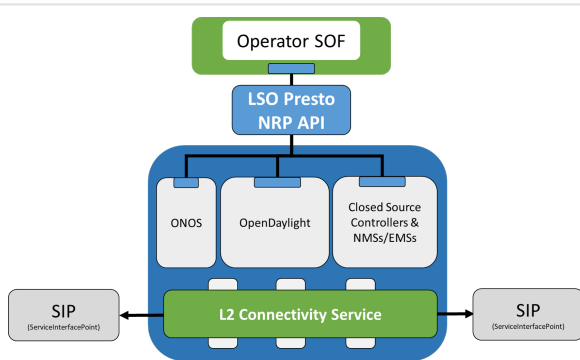 Operator SOF
LSO Presto
NRP API
ONOS
OpenDaylight
Closed Source
Controllers &
NMSs/EMSs
SIP
(ServiceInterfacePoint)
L2 Connectivity Service
SIP
(ServiceInterfacePoint)